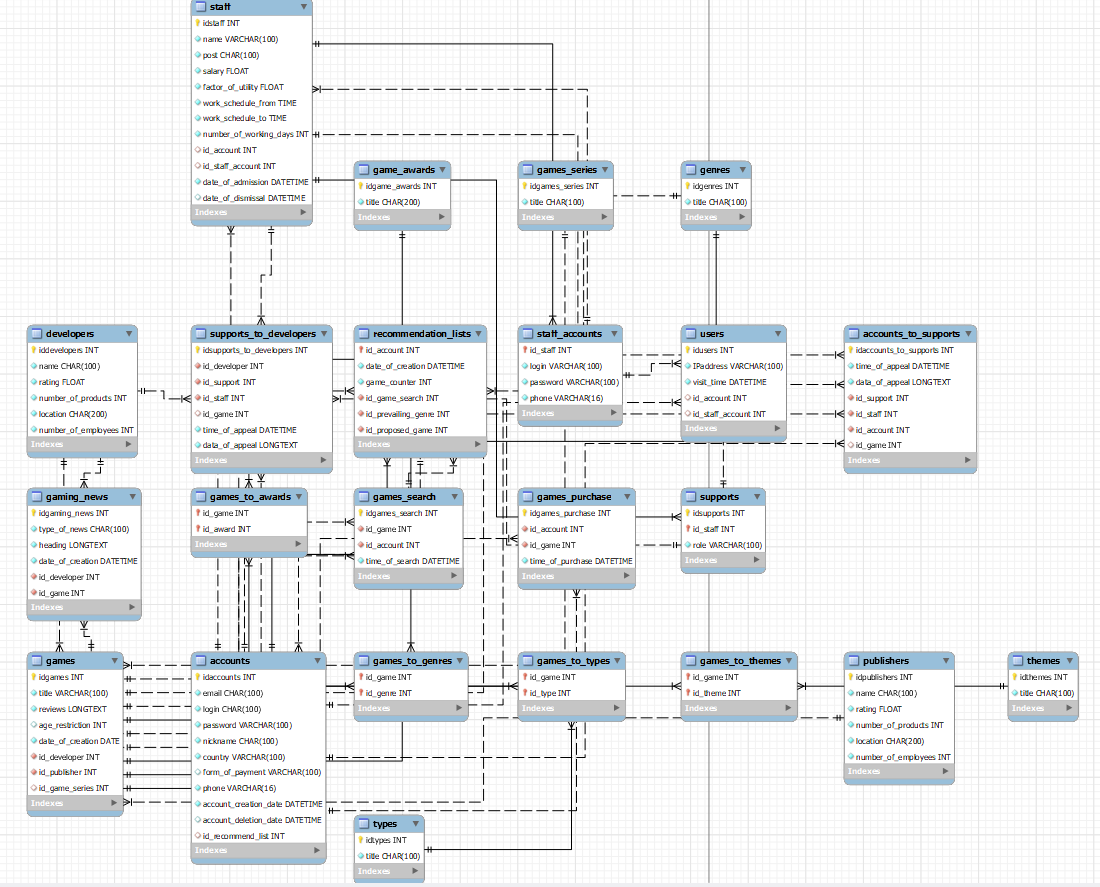 staff
idstaff INT
name VARCHAR(100)
post CHAR(100)
salary FLOAT
factor_of_utility FLOAT
work_schedule_from TIME
work_schedule_to TIME
number_of_working_days INT
id_account INT
id_staff_account INT
date_of_admission DATETIME
date_of_dismissal DATETIME
Indexes
game_awards
idgame_awards INT
title CHAR(200)
Indexes
games_series
idgames_series INT
title CHAR(100)
Indexes
genres
idgenres INT
title CHAR(100)
Indexes
developers
iddevelopers INT
name CHAR(100)
rating FLOAT
number_of_products INT
location CHAR(200)
number_of_employees INT
Indexes
supports_to_developers
idsupports_to_developers INT
id_developer INT
id_support INT
id_staff INT
id_game INT
time_of_appeal DATETIME
data_of_appeal LONGTEXT
Indexes
recommendation_lists
id_account INT
date_of_creation DATETIME
game_counter INT
id_game_search INT
id_prevailing_genre INT
id_proposed_game INT
Indexes
staff_accounts
id_staff INT
login VARCHAR(100)
password VARCHAR(100)
phone VARCHAR(16)
Indexes
users
idusers INT
IPaddress VARCHAR(100)
visit_time DATETIME
id_account INT
id_staff_account INT
Indexes
accounts_to_supports
idaccounts_to_supports INT
time_of_appeal DATETIME
data_of_appeal LONGTEXT
id_support INT
id_staff INT
id_account INT
id_game INT
Indexes
gaming_news
idgaming_news INT
type_of_news CHAR(100)
heading LONGTEXT
date_of_creation DATETIME
id_developer INT
id_game INT
Indexes
games_to_awards
id_game INT
id_award INT
Indexes
games_search
idgames_search INT
id_game INT
id_account INT
time_of_search DATETIME
Indexes
games_purchase
idgames_purchase INT
id_account INT
id_game INT
time_of_purchase DATETIME
Indexes
supports
idsupports INT
id_staff INT
role VARCHAR(100)
Indexes
games
idgames INT
title VARCHAR(100)
reviews LONGTEXT
age_restriction INT
date_of_creation DATE
id_developer INT
id_publisher INT
id_game_series INT
Indexes
accounts
idaccounts INT
email CHAR(100)
login CHAR(100)
password VARCHAR(100)
nickname CHAR(100)
country VARCHAR(100)
form_of_payment VARCHAR(100)
phone VARCHAR(16)
account_creation_date DATETIME
account_deletion_date DATETIME
id_recommend_list INT
Indexes
games_to_genres
id_game INT
id_genre INT
Indexes
games_to_types
id_game INT
id_type INT
Indexes
games_to_themes
id_game INT
id_theme INT
Indexes
publishers
idpublishers INT
name CHAR(100)
rating FLOAT
number_of_products INT
location CHAR(200)
number_of_employees INT
Indexes
themes
idthemes INT
title CHAR(100)
Indexes
types
idtypes INT
title CHAR(100)
Indexes